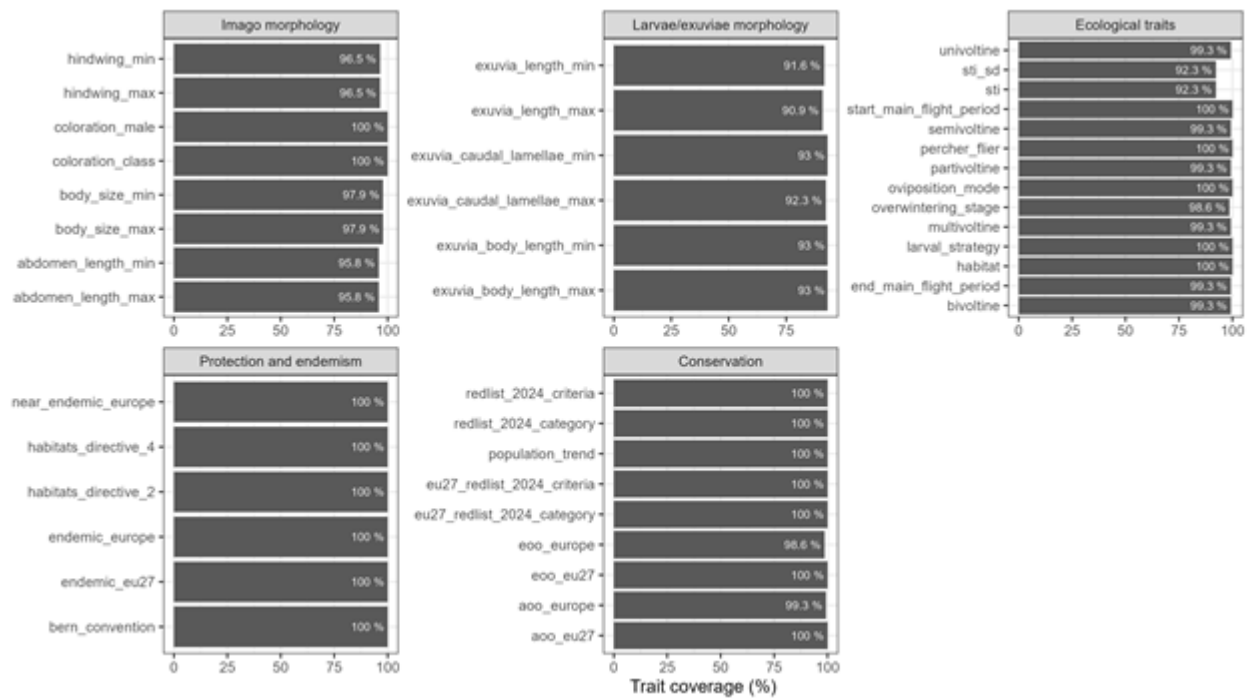 Imago morphology
hindwing_min 96.5 %
hindwing_max 96.5 %
coloration_male 100 %
coloration_class 100 %
body_size_min 97.9 %
body_size_max 97.9 %
abdomen_length_min 95.8 %
abdomen_length_max 95.8 %
0 25 50 75 100
Larvae/exuviae morphology
exuvia_length_min 91.6 %
exuvia_length_max 90.9 %
exuvia_caudal_lamellae_min 93 %
exuvia_caudal_lamellae_max 92.3 %
exuvia_body_length_min 93 %
exuvia_body_length_max 93 %
0 25 50 75
Ecological traits
univoltine 99.3 %
sti_sd 92.3 %
sti 92.3 %
start_main_flight_period 100 %
semivoltine 99.3 %
percher_flier 100 %
partivoltine 99.3 %
oviposition_mode 100 %
overwintering_stage 98.6 %
multivoltine 99.3 %
larval_strategy 100 %
habitat 100 %
end_main_flight_period 99.3 %
bivoltine 99.3 %
0 25 50 75 100
Protection and endemism
near_endemic_europe 100 %
habitats_directive_4 100 %
habitats_directive_2 100 %
endemic_europe 100 %
endemic_eu27 100 %
bern_convention 100 %
0 25 50 75 100
Conservation
redlist_2024_criteria 100 %
redlist_2024_category 100 %
population_trend 100 %
eu27_redlist_2024_criteria 100 %
eu27_redlist_2024_category 100 %
eoo_europe 98.6 %
eoo_eu27 100 %
aoo_europe 99.3 %
aoo_eu27 100 %
0 25 50 75 100
Trait coverage (%)